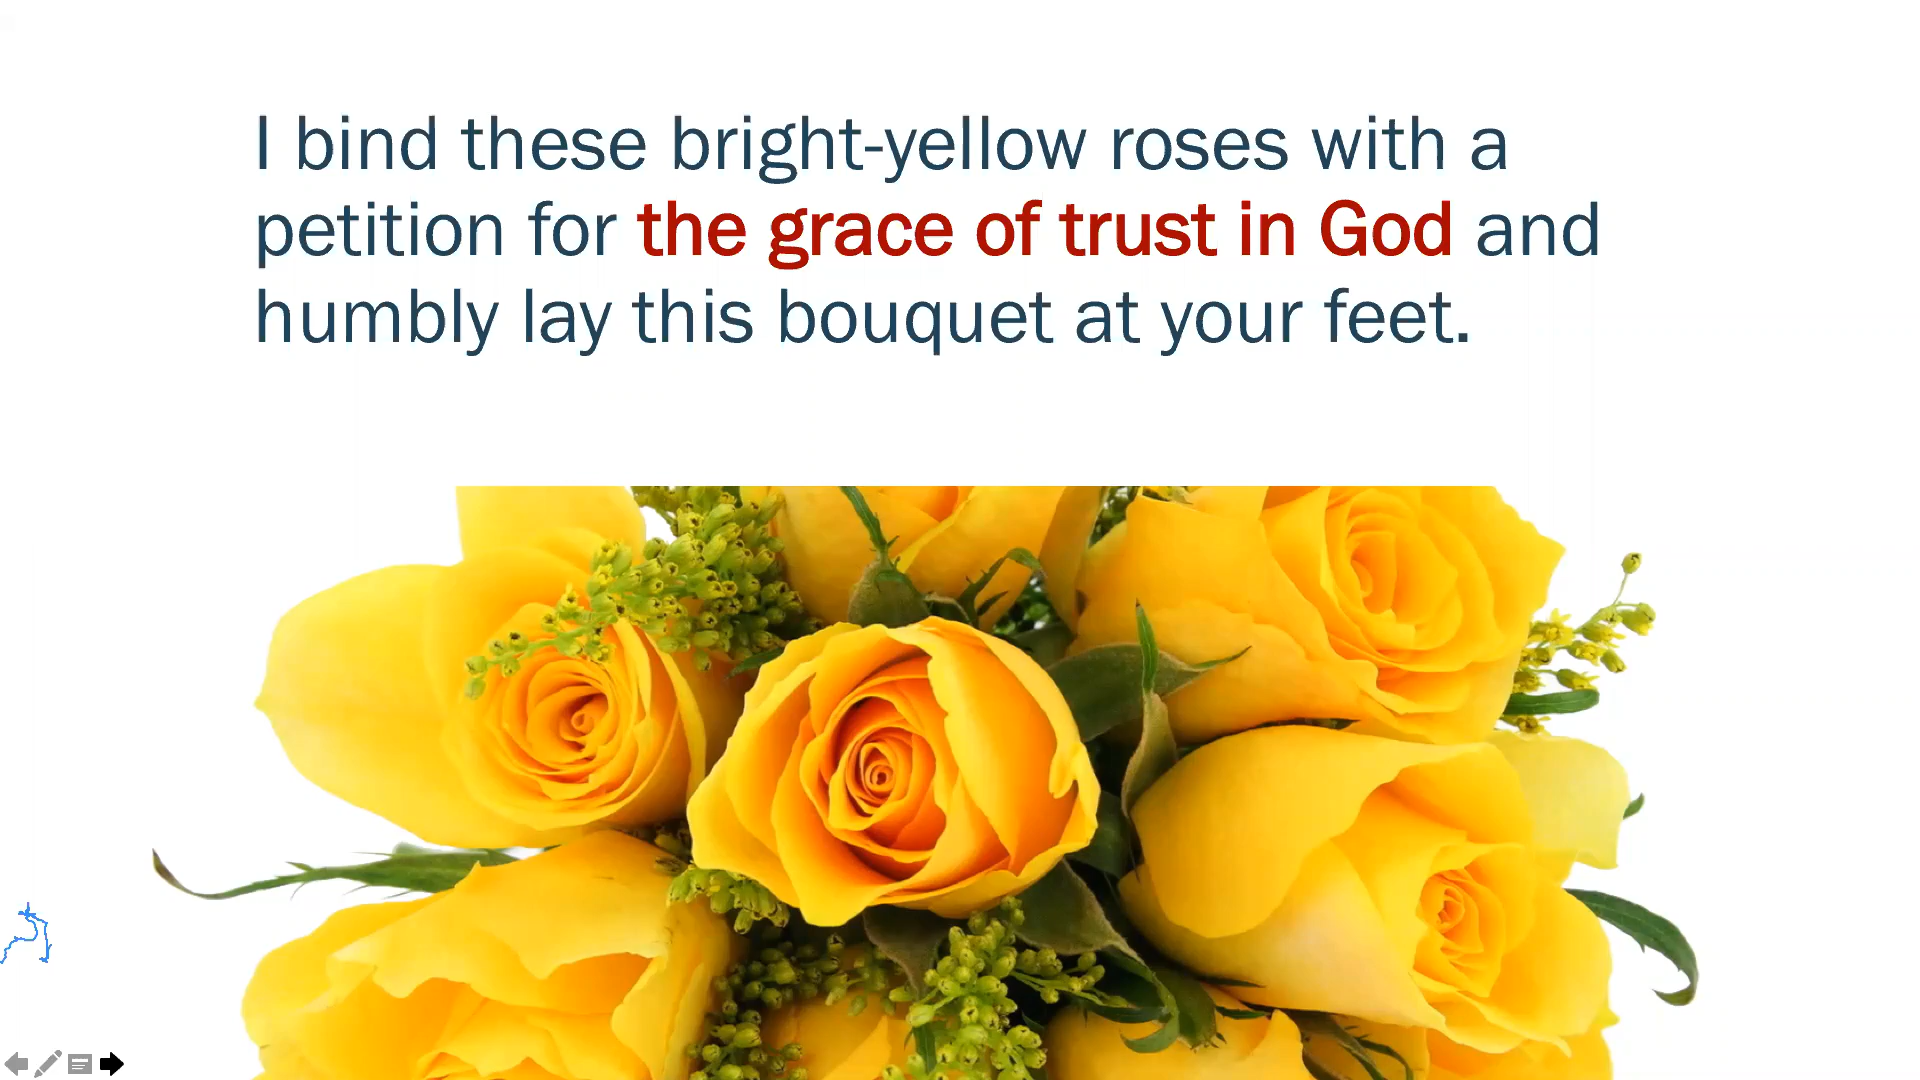 I bind these bright-yellow roses with a
petition for the grace of trust in God and
humbly lay this bouquet at your feet.